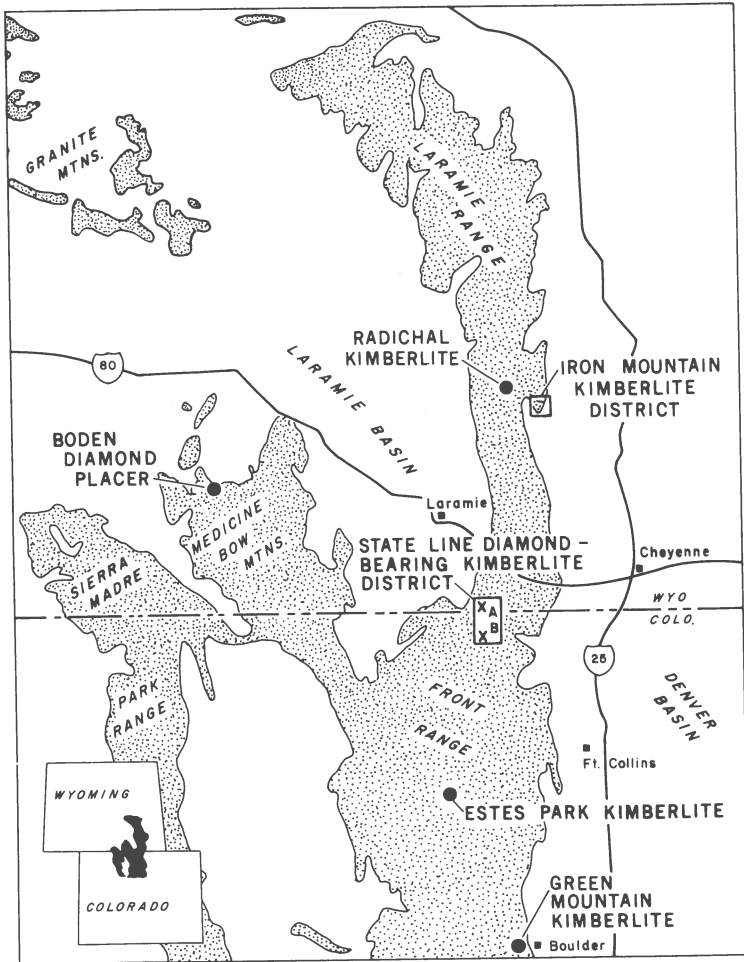 GRANITE
MTNS.
LARAMIE
RANGE
RADICHAL
KIMBERLITE
LARAMIE BASIN
IRON MOUNTAIN
KIMBERLITE
DISTRICT
80
BODEN
DIAMOND
PLACER
MEDICINE
BOW
MTNS.
Laramie
STATE LINE DIAMOND –
BEARING KIMBERLITE
DISTRICT
Cheyenne
SIERRA
MADRE
X A
X B
WYO
COLO.
25
PARK
RANGE
FRONT
RANGE
DENVER
BASIN
Ft. Collins
WYOMING
ESTES PARK KIMBERLITE
COLORADO
GREEN
MOUNTAIN
KIMBERLITE
Boulder